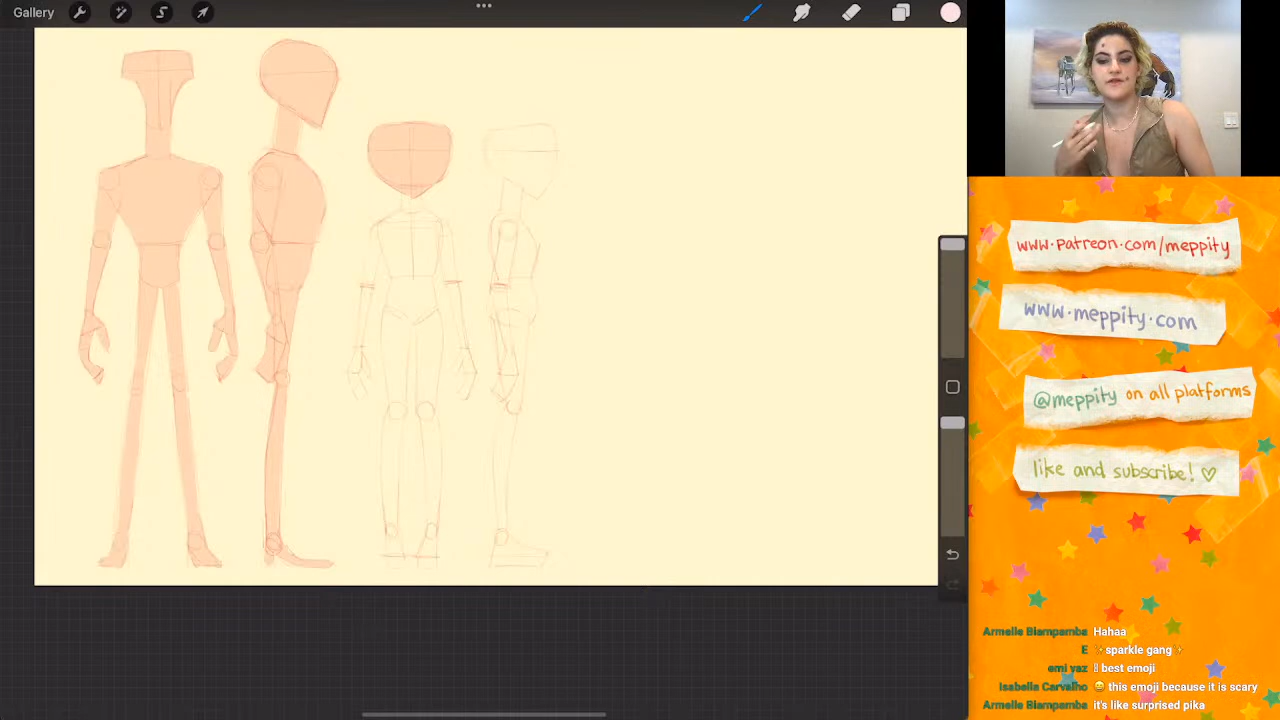 Gallery
www.patreon.com/meppity
www.meppity.com
@meppity on all platforms
like and subscribe!
Armelle Biampamba Hahaa
E ✨sparkle gang✨
emi yaz best emoji
Isabella Carvalho 😄 this emoji because it is scary
Armelle Biampamba it's like surprised pika